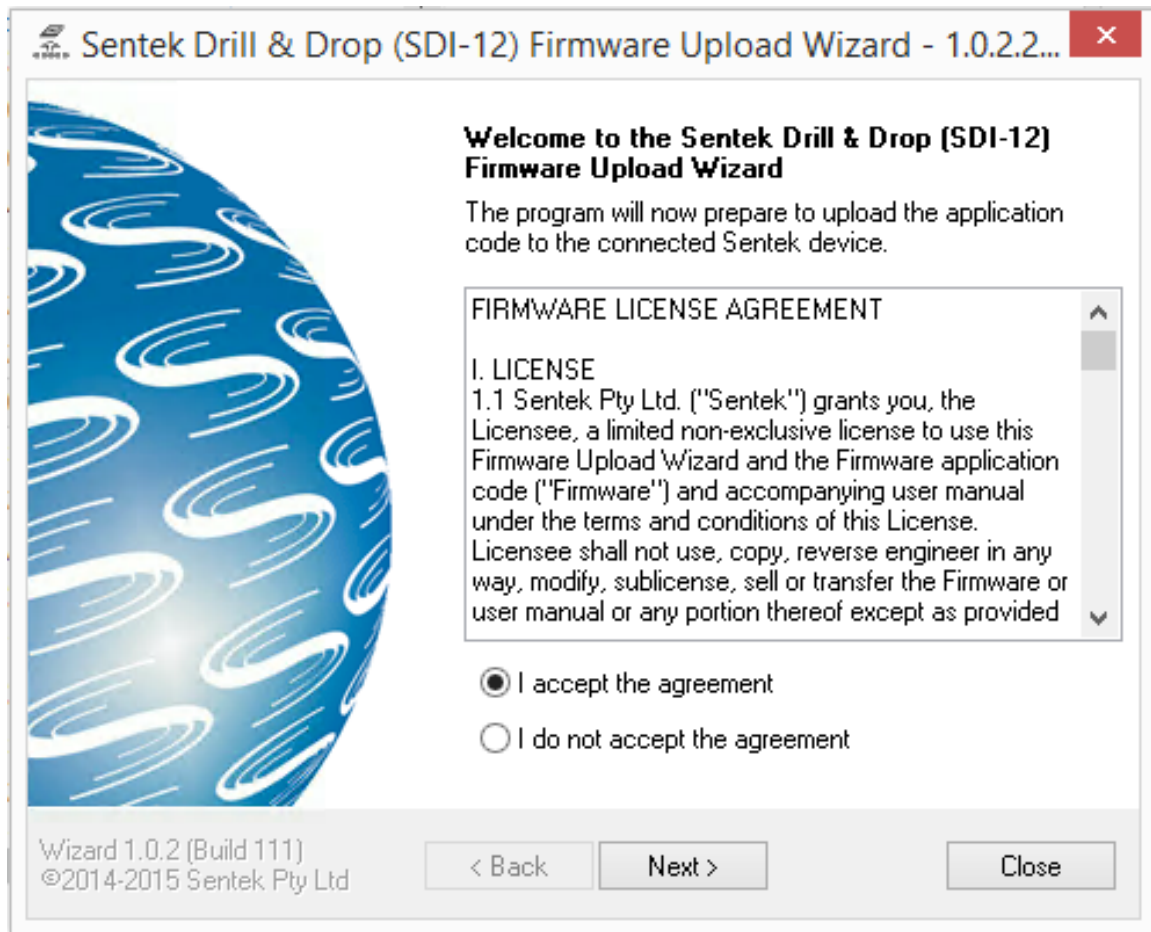 Sentek Drill & Drop (SDI-12) Firmware Upload Wizard - 1.0.2.2...
Welcome to the Sentek Drill & Drop (SDI-12)
Firmware Upload Wizard
The program will now prepare to upload the application
code to the connected Sentek device.
FIRMWARE LICENSE AGREEMENT
I. LICENSE
1.1 Sentek Pty Ltd. ("Sentek") grants you, the
Licensee, a limited non-exclusive license to use this
Firmware Upload Wizard and the Firmware application
code ("Firmware") and accompanying user manual
under the terms and conditions of this License.
Licensee shall not use, copy, reverse engineer in any
way, modify, sublicense, sell or transfer the Firmware or
user manual or any portion thereof except as provided
I accept the agreement
I do not accept the agreement
Wizard 1.0.2 (Build 111)
©2014-2015 Sentek Pty Ltd
< Back
Next >
Close